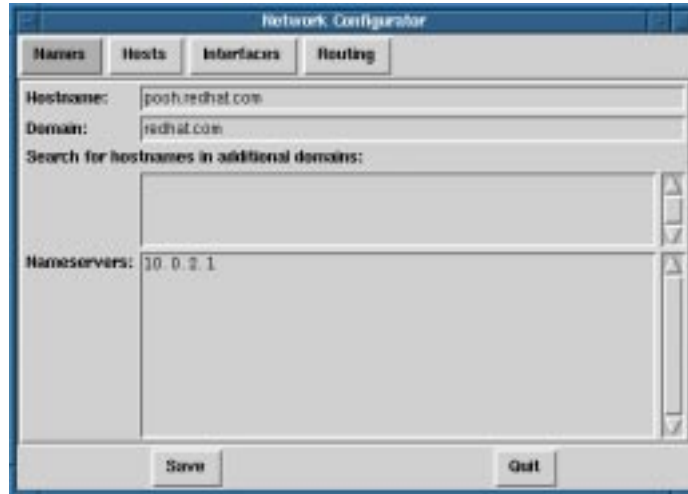 Network Configurator
Names Hosts Interfaces Routing
Hostname: pooh.redhat.com
Domain: redhat.com
Search for hostnames in additional domains:
Nameservers: 10.0.2.1
Save Quit